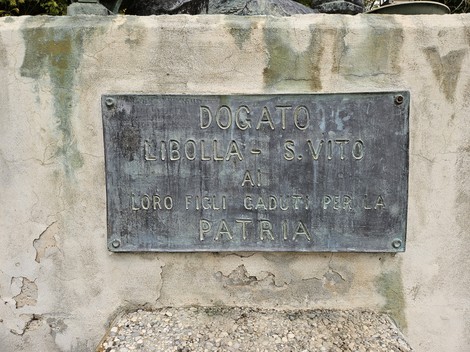 DOGATO
LIBOLLA - S. VITO
AI
LORO FIGLI CADUTI PER LA
PATRIA